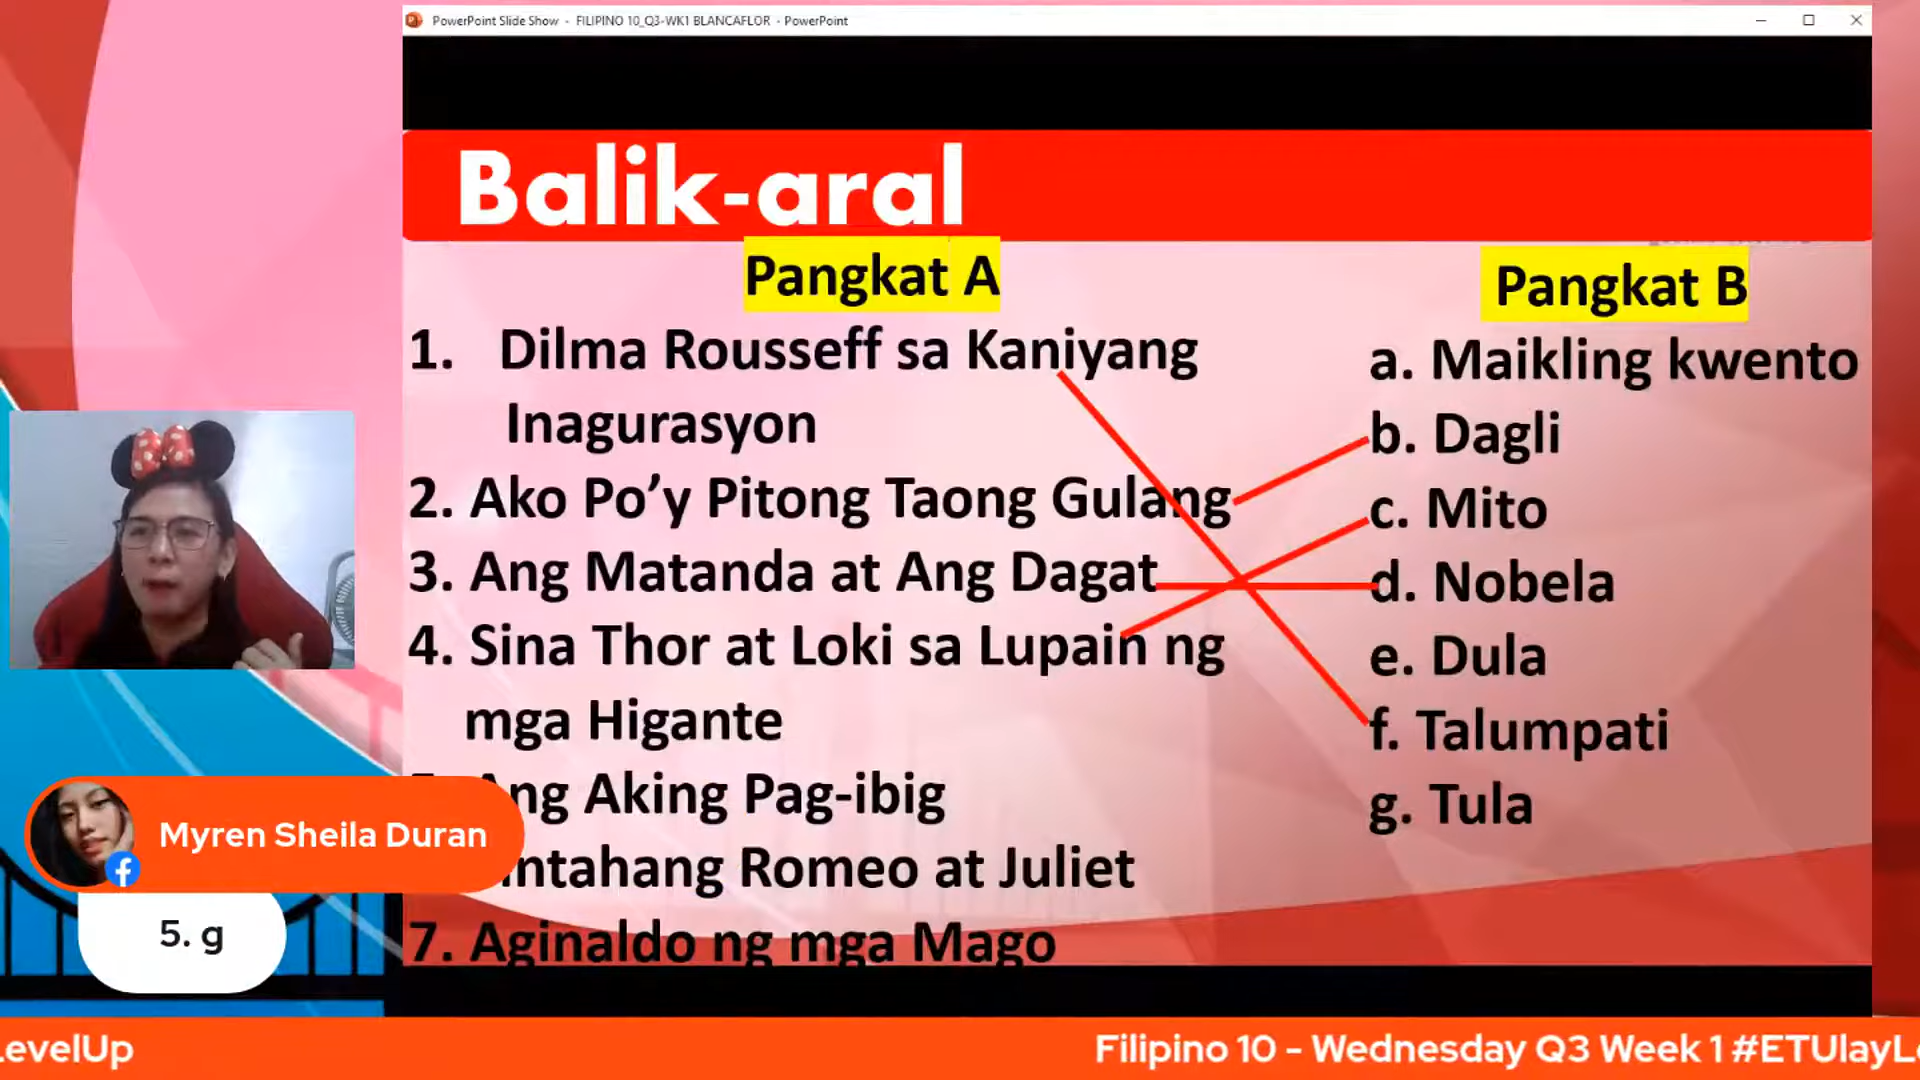 PowerPoint Slide Show - FILIPINO 10_Q3-WK1 BLANCAFLOR - PowerPoint
Balik-aral
Pangkat A
1. Dilma Rousseff sa Kaniyang
Inagurasyon
2. Ako Po’y Pitong Taong Gulang
3. Ang Matanda at Ang Dagat
4. Sina Thor at Loki sa Lupain ng
mga Higante
Aking Pag-ibig
Romeo at Juliet
7. Aginaldo ng mga Mago
Pangkat B
a. Maikling kwento
b. Dagli
c. Mito
d. Nobela
e. Dula
f. Talumpati
g. Tula
Myren Sheila Duran
5. g
LevelUp
Filipino 10 - Wednesday Q3 Week 1 #ETUlayL